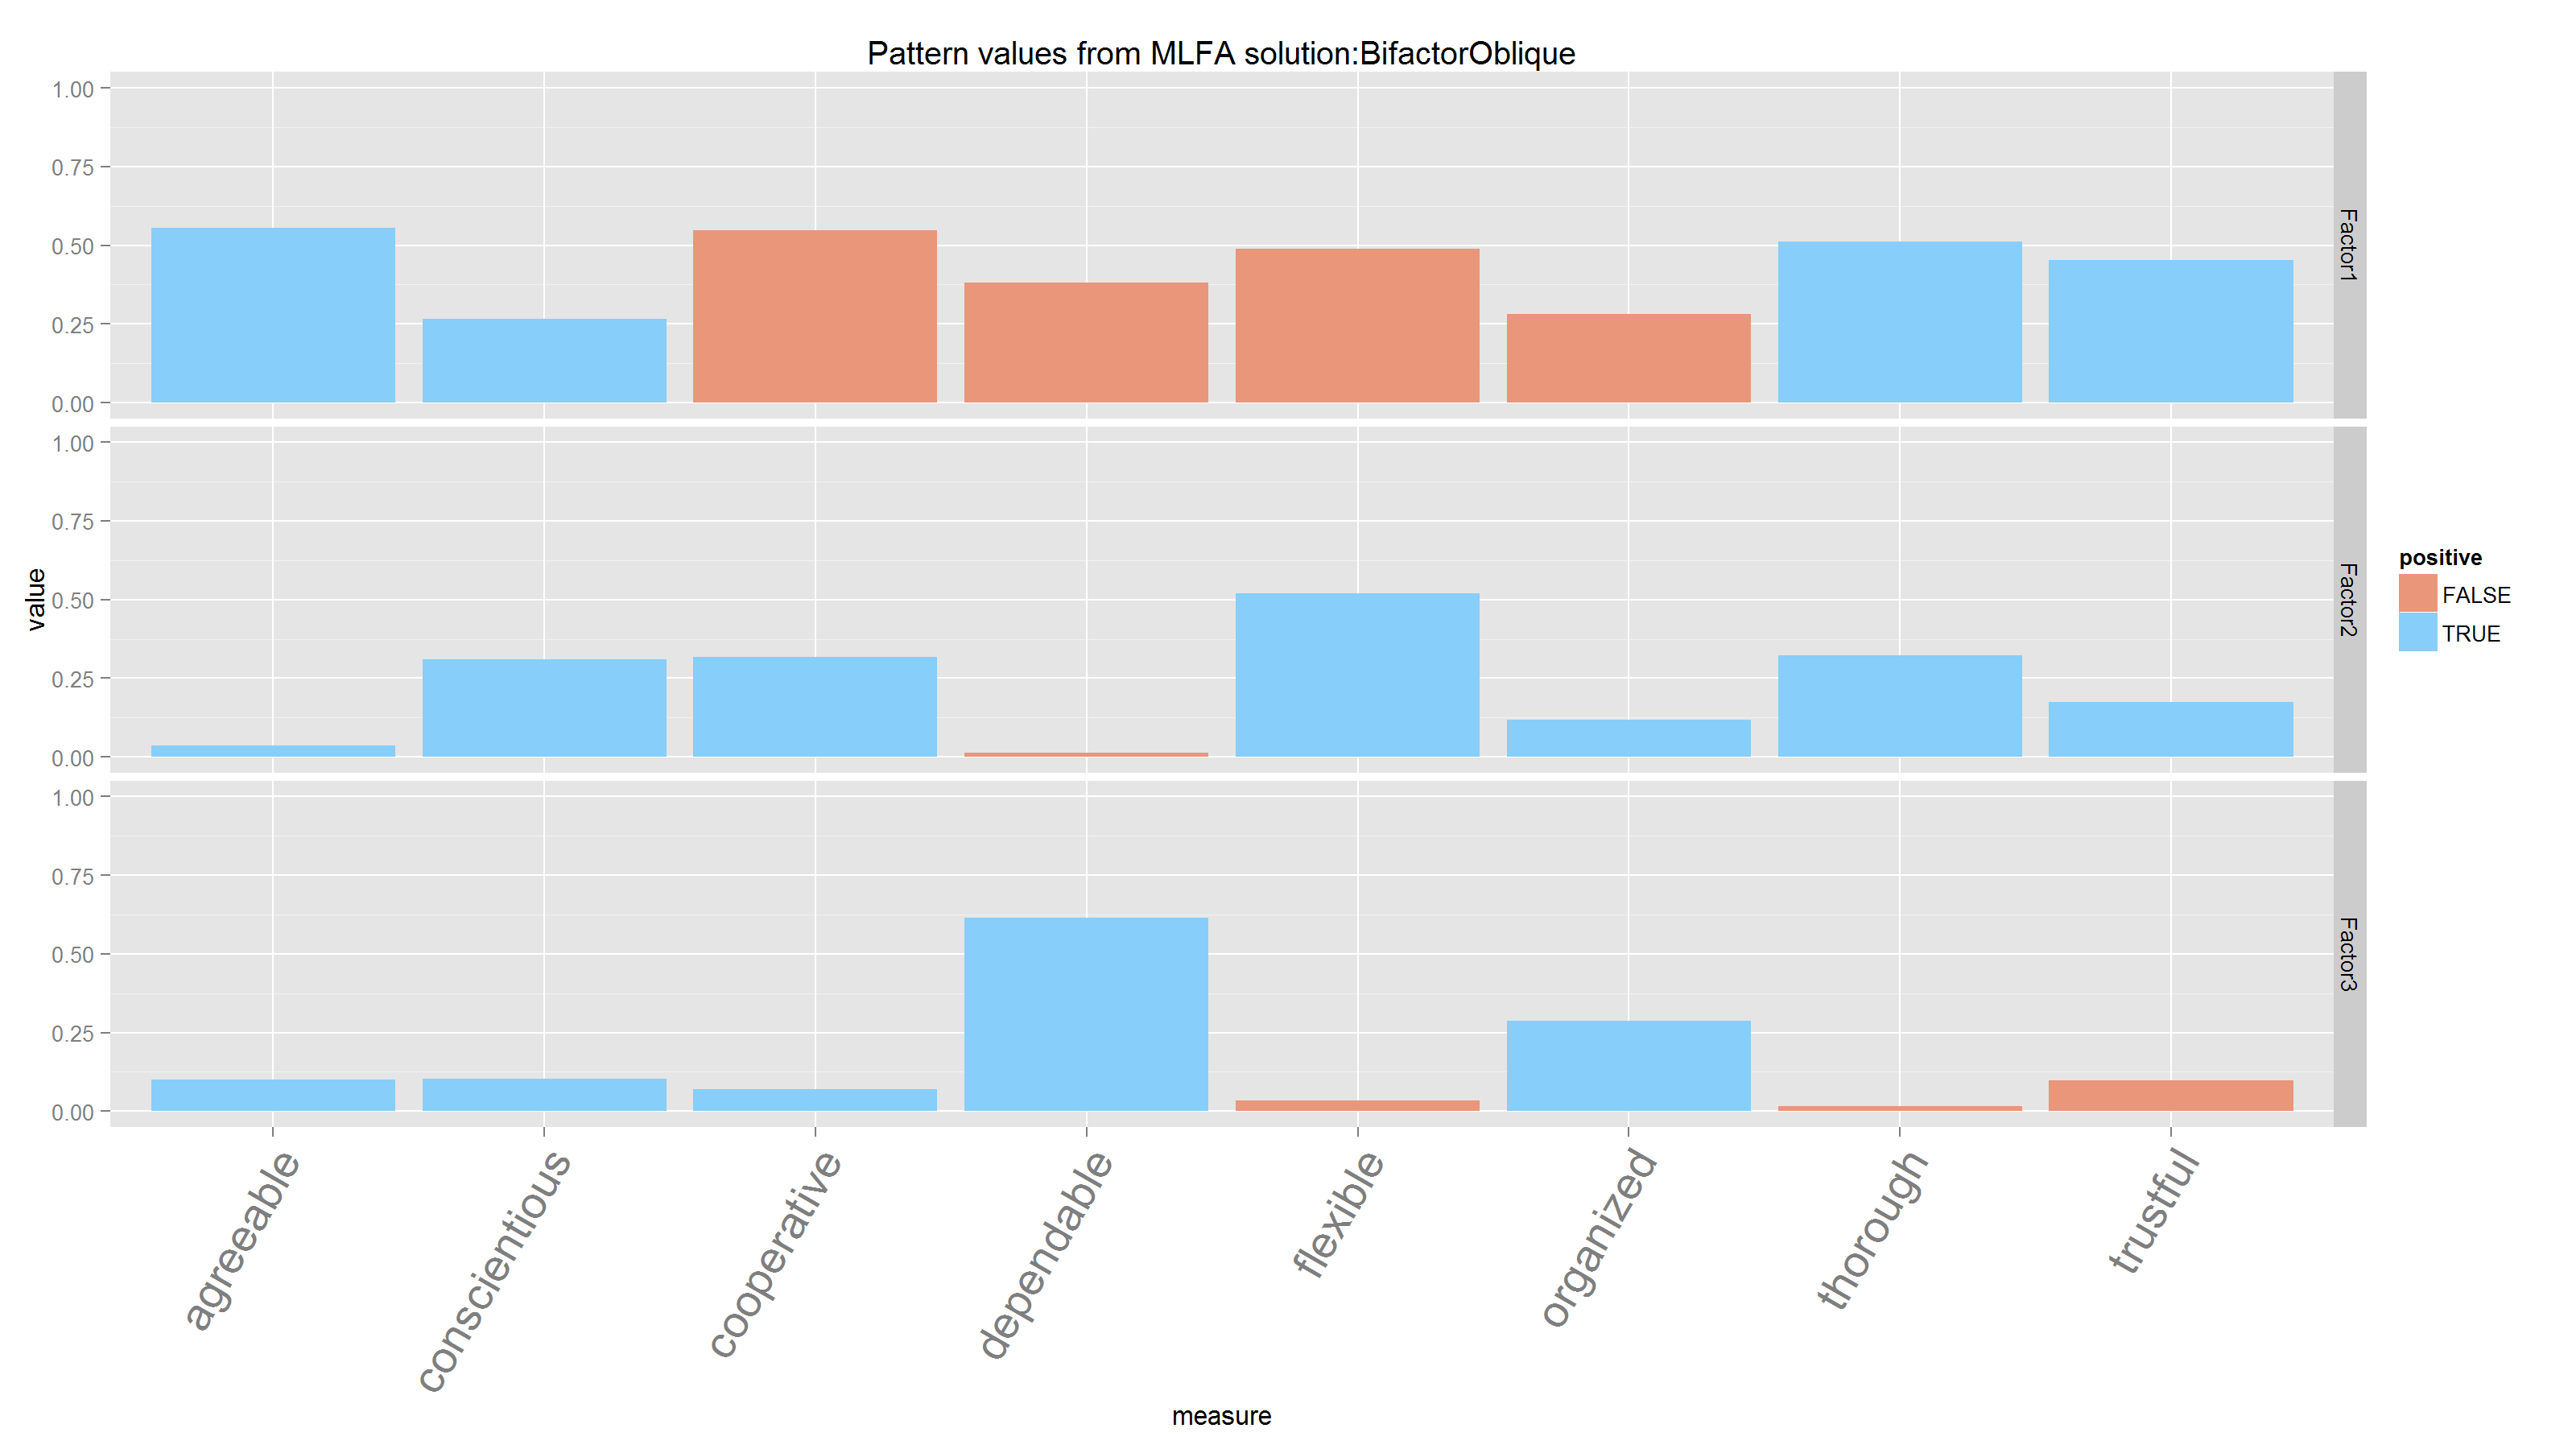 Pattern values from MLFA solution:BifactorOblique
value
1.00
0.75
0.50
0.25
0.00
Factor1
1.00
0.75
0.50
0.25
0.00
Factor2
1.00
0.75
0.50
0.25
0.00
Factor3
agreeable
conscientious
cooperative
dependable
flexible
organized
thorough
trustful
measure
positive
FALSE
TRUE